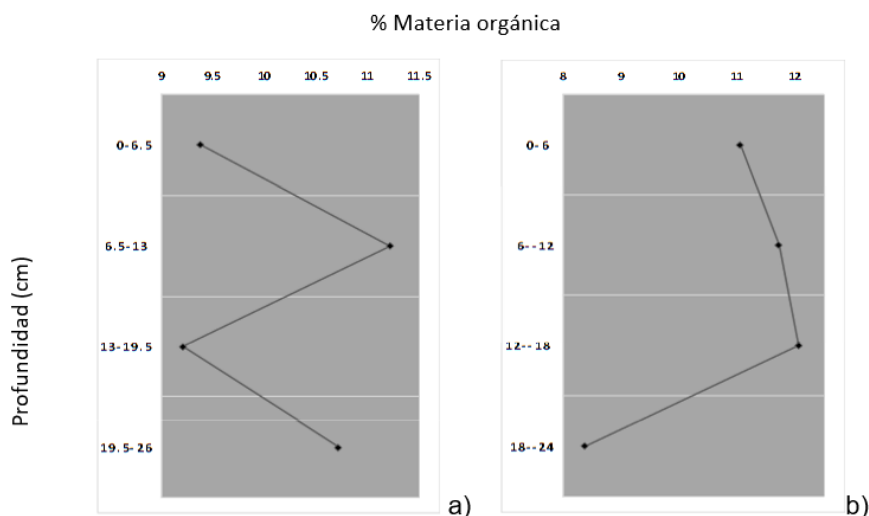 % Materia orgánica
9 9.5 10 10.5 11 11.5
0-6.5
6.5-13
13-19.5
19.5-26
a)
8 9 10 11 12
0-6
6--12
12--18
18--24
b)
Profundidad (cm)